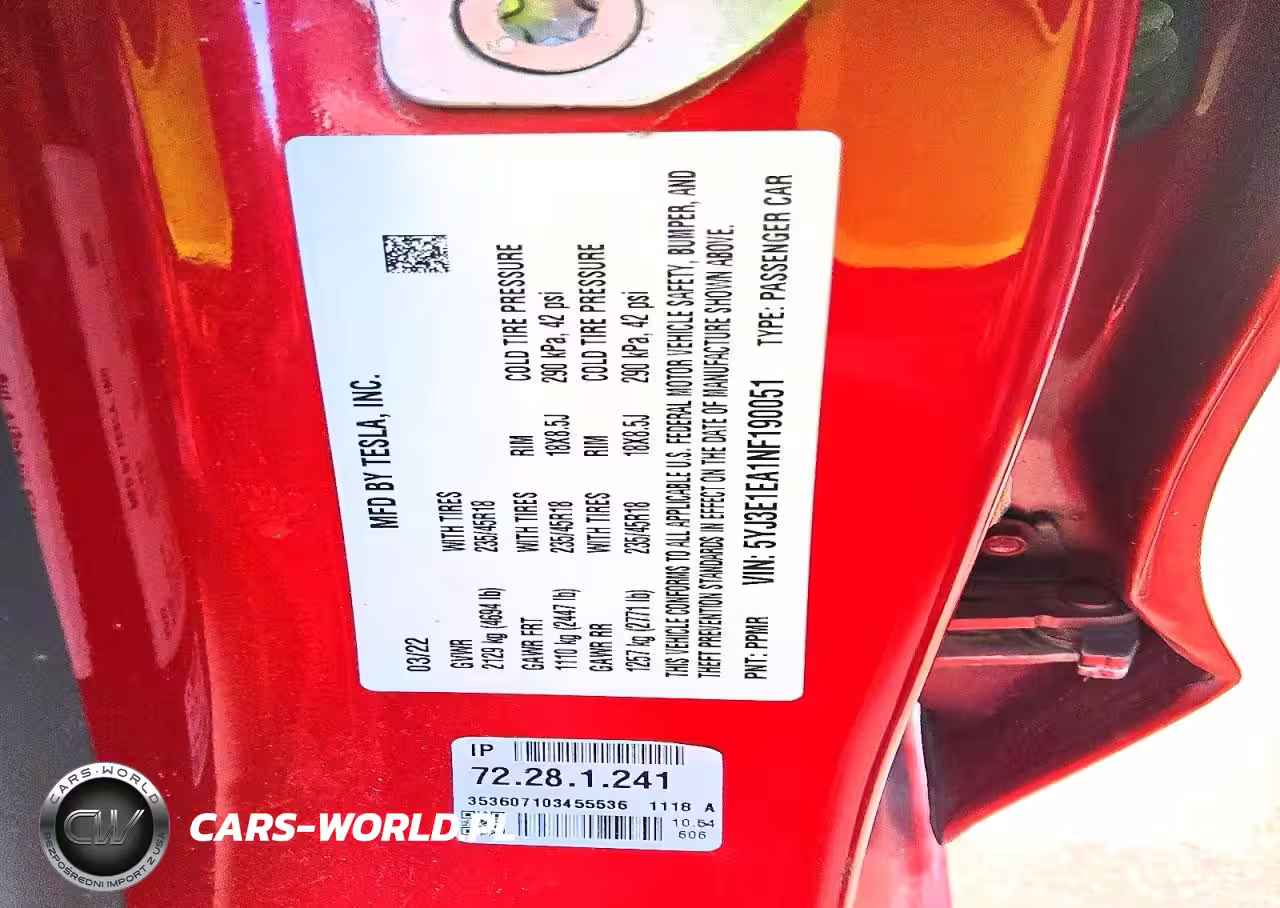 MFD BY TESLA, INC.
03/22
GVWR WITH TIRES
2129 kg (4694 lb) 235/45R18
GAWR FRT WITH TIRES RIM COLD TIRE PRESSURE
1110 kg (2447 lb) 235/45R18 18X8.5J 290 kPa, 42 psi
GAWR RR WITH TIRES RIM COLD TIRE PRESSURE
1257 kg (2771 lb) 235/45R18 18X8.5J 290 kPa, 42 psi
THIS VEHICLE CONFORMS TO ALL APPLICABLE U.S. FEDERAL MOTOR VEHICLE SAFETY, BUMPER, AND
THEFT PREVENTION STANDARDS IN EFFECT ON THE DATE OF MANUFACTURE SHOWN ABOVE.
PNT: PPMR VIN: 5YJ3E1EA1NF190051 TYPE: PASSENGER CAR
IP
72.28.1.241
353607103455536 1118 A
10.54
606
CARS-WORLD
CW
BEZPOŚREDNI IMPORT Z USA
CARS-WORLD.PL